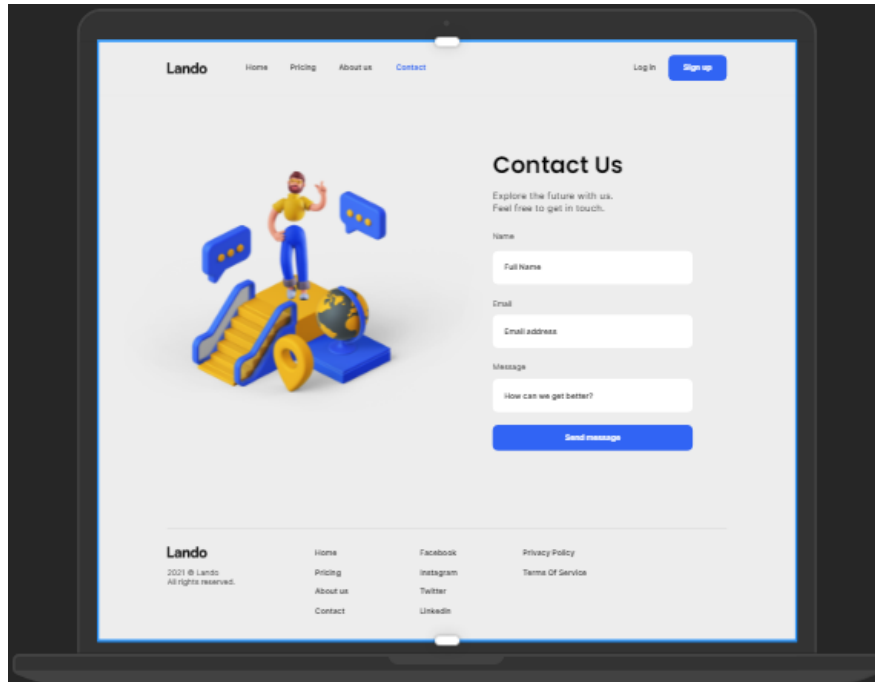 Lando
Home
Pricing
About us
Contact
Log in
Sign up
Contact Us
Explore the future with us.
Feel free to get in touch.
Name
Full Name
Email
Email address
Message
How can we get better?
Send message
Lando
2021 © Lando
All rights reserved.
Home
Pricing
About us
Contact
Facebook
Instagram
Twitter
LinkedIn
Privacy Policy
Terms Of Service